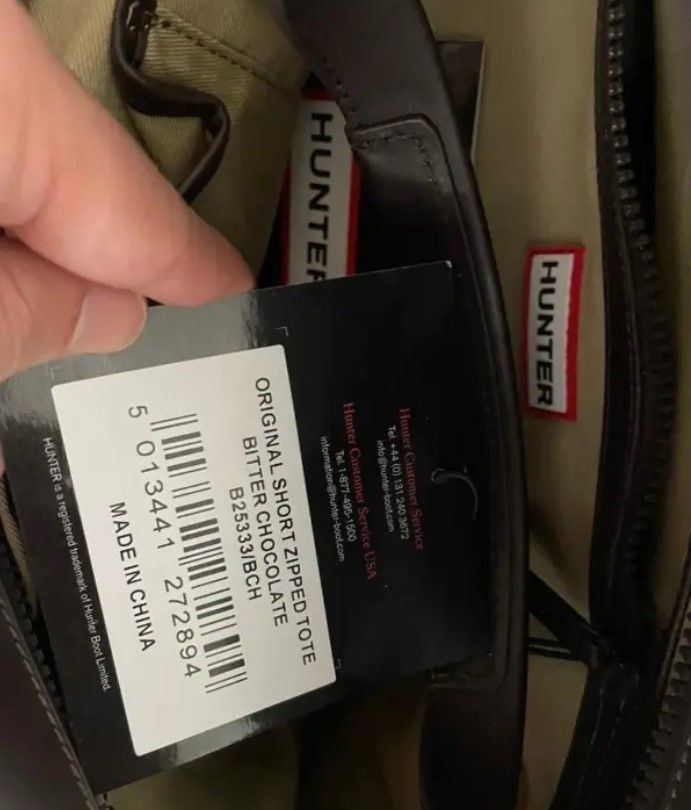 HUNTER
HUNTER
ORIGINAL SHORT ZIPPED TOTE
BITTER CHOCOLATE
B25333/BCH
5 013441 272894
MADE IN CHINA
HUNTER is a registered trademark of Hunter Boot Limited.
Hunter Customer Service
Tel. +44 (0) 131 240 3672
info@hunter-boot.com
Hunter Customer Service USA
Tel. 1-877-495-1500
information@hunter-boot.com